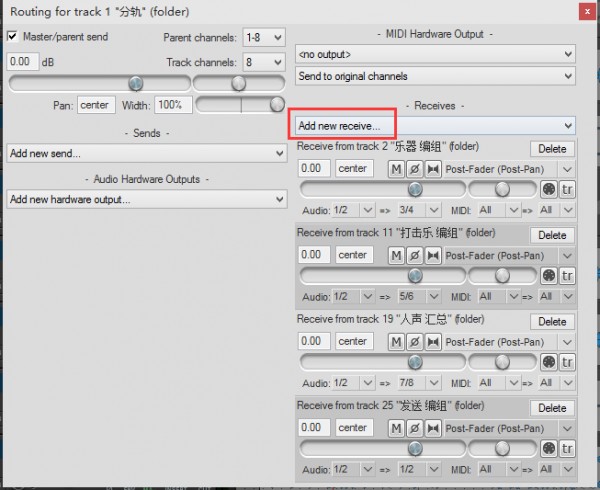 Routing for track 1 "分轨" (folder)
x
Master/parent send
Parent channels: 1-8
0.00 dB
Track channels: 8
Pan: center Width: 100%
- Sends -
Add new send...
- Audio Hardware Outputs -
Add new hardware output...
- MIDI Hardware Output -
<no output>
Send to original channels
- Receives -
Add new receive...
Receive from track 2 "乐器 编组" (folder) Delete
0.00 center M Ø Post-Fader (Post-Pan)
tr
Audio: 1/2 => 3/4 MIDI: All => All
Receive from track 11 "打击乐 编组" (folder) Delete
0.00 center M Ø Post-Fader (Post-Pan)
tr
Audio: 1/2 => 5/6 MIDI: All => All
Receive from track 19 "人声 汇总" (folder)
Delete
0.00 center M Ø Post-Fader (Post-Pan)
tr
Audio: 1/2 => 7/8 MIDI: All => All
Receive from track 25 "发送 编组" (folder) Delete
0.00 center M Ø Post-Fader (Post-Pan)
tr
Audio: 1/2 => 1/2 MIDI: All => All